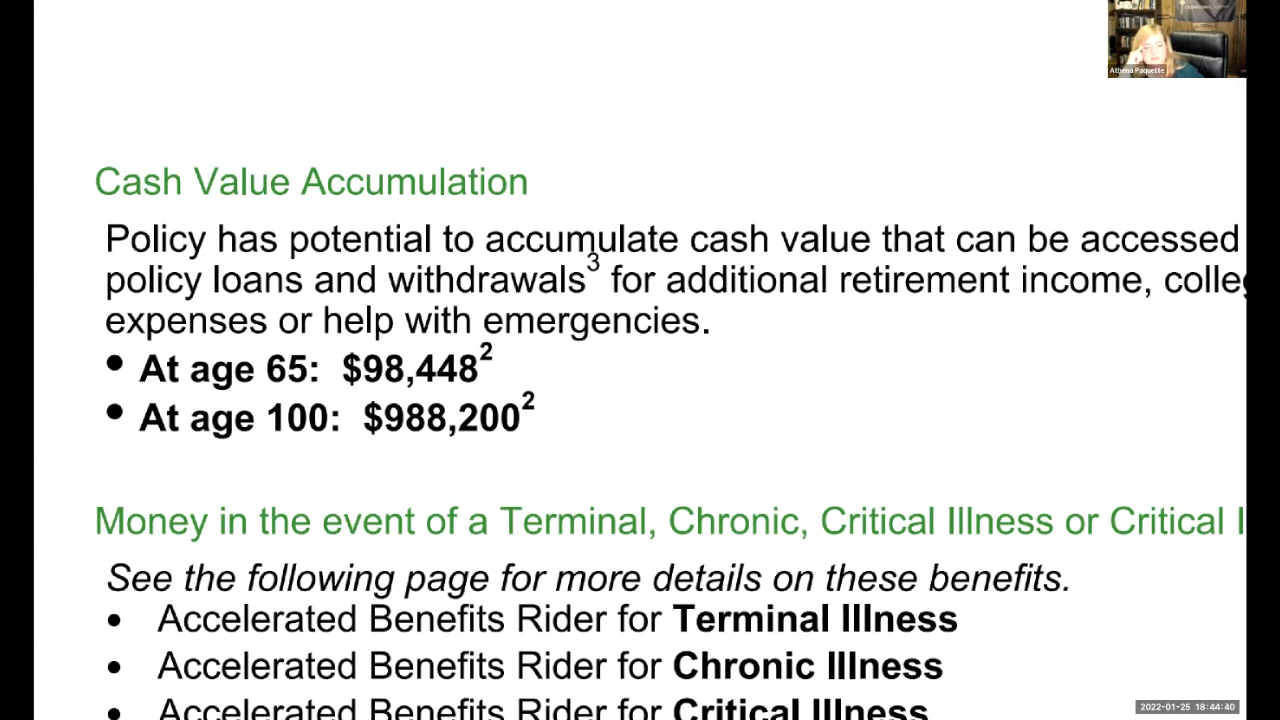 Athena Paquette
Cash Value Accumulation
Policy has potential to accumulate cash value that can be accessed
policy loans and withdrawals3 for additional retirement income, colle
expenses or help with emergencies.
• At age 65: $98,4482
• At age 100: $988,2002
Money in the event of a Terminal, Chronic, Critical Illness or Critical I
See the following page for more details on these benefits.
• Accelerated Benefits Rider for Terminal Illness
• Accelerated Benefits Rider for Chronic Illness
• Accelerated Benefits Rider for Critical Illness
2022-01-25 18:44:40